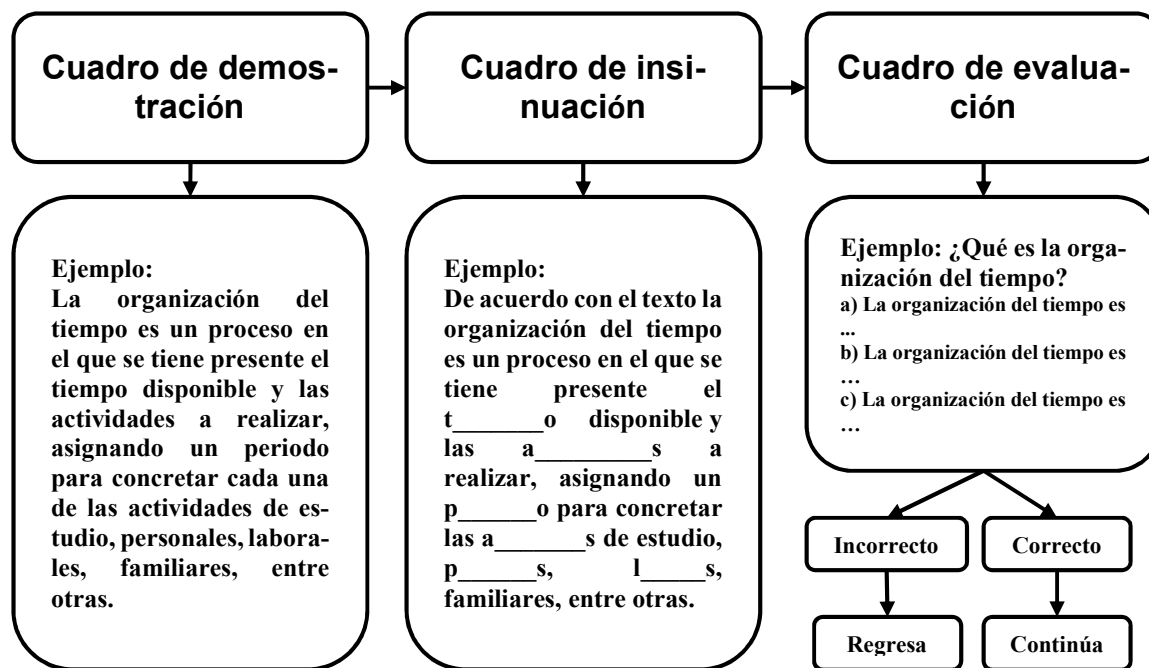 Cuadro de demos-
tración
Cuadro de insi-
nuación
Cuadro de evalua-
ción
Ejemplo:
La organización del
tiempo es un proceso en
el que se tiene presente el
tiempo disponible y las
actividades a realizar,
asignando un periodo
para concretar cada una
de las actividades de es-
tudio, personales, labora-
les, familiares, entre
otras.
Ejemplo:
De acuerdo con el texto la
organización del tiempo
es un proceso en el que se
tiene presente el
t_______o disponible y
las a_________s a
realizar, asignando un
p______o para concretar
las a_______s de estudio,
p______s, l_____s,
familiares, entre otras.
Ejemplo: ¿Qué es la orga-
nización del tiempo?
a) La organización del tiempo es
...
b) La organización del tiempo es
…
c) La organización del tiempo es
…
Incorrecto
Correcto
Regresa
Continúa